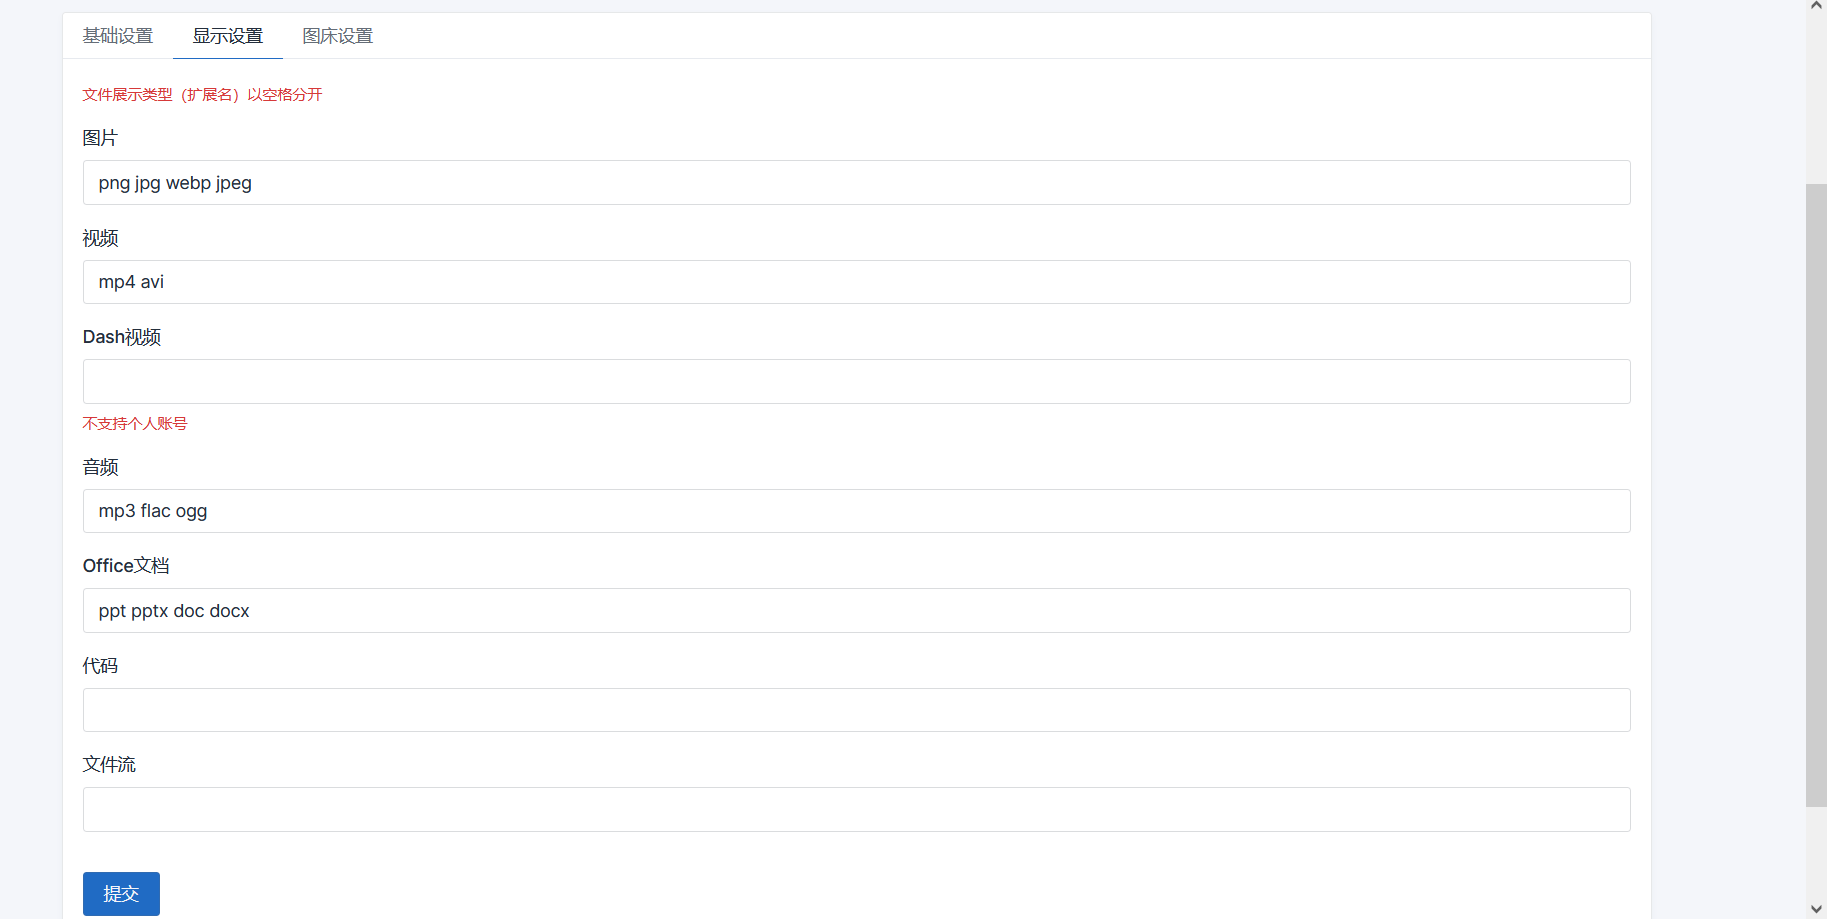 基础设置 显示设置 图床设置
文件展示类型（扩展名）以空格分开
图片
png jpg webp jpeg
视频
mp4 avi
Dash视频
不支持个人账号
音频
mp3 flac ogg
Office文档
ppt pptx doc docx
代码
文件流
提交